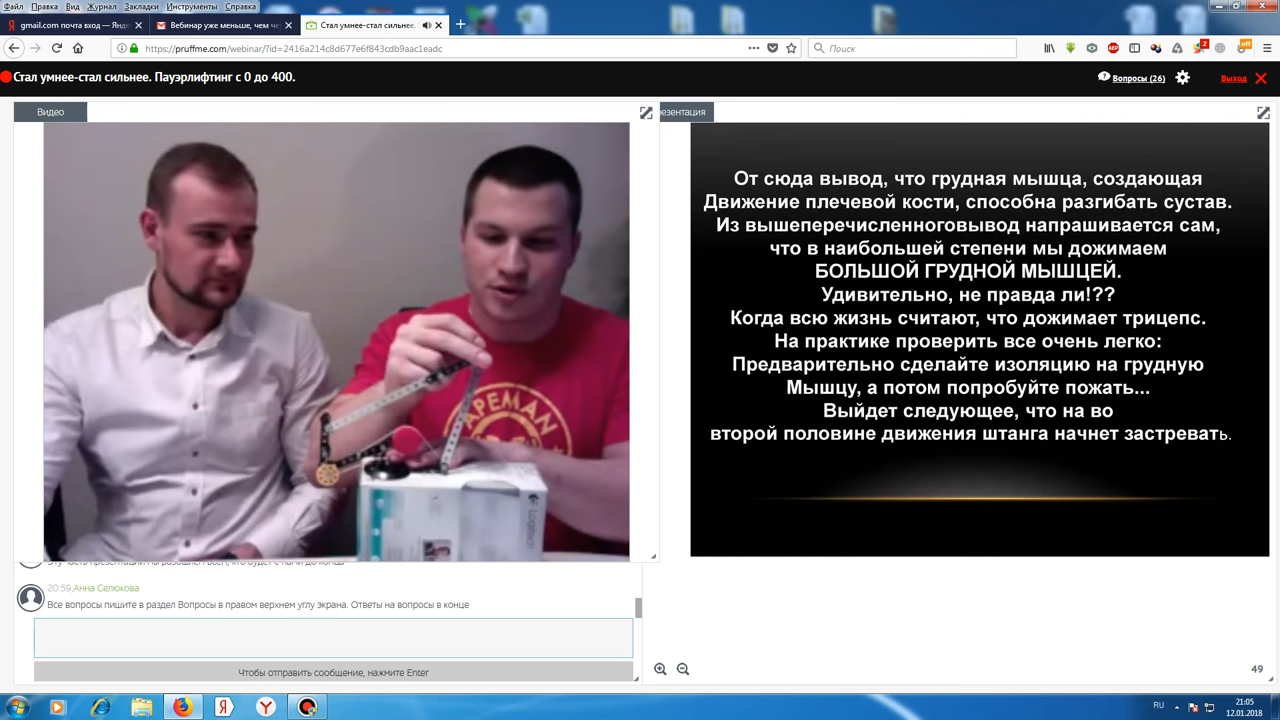 Файл Правка Вид Журнал Закладки Инструменты Справка
gmail.com почта вход — Янде
Вебинар уже меньше, чем че
Стал умнее-стал сильнее.
https://pruffme.com/webinar/?id=2416a214c8d677e6f843cdb9aac1eadc
Поиск
ABP
2
off
Стал умнее-стал сильнее. Пауэрлифтинг с 0 до 400.
Вопросы (26)
Выход
Видео
резентация
От сюда вывод, что грудная мышца, создающая
Движение плечевой кости, способна разгибать сустав.
Из вышеперечисленноговывод напрашивается сам,
что в наибольшей степени мы дожимаем
БОЛЬШОЙ ГРУДНОЙ МЫШЦЕЙ.
Удивительно, не правда ли!??
Когда всю жизнь считают, что дожимает трицепс.
На практике проверить все очень легко:
Предварительно сделайте изоляцию на грудную
Мышцу, а потом попробуйте пожать...
Выйдет следующее, что на во
второй половине движения штанга начнет застревать.
APEMAN
Logitech
20:59 Анна Селюкова
Все вопросы пишите в раздел Вопросы в правом верхнем углу экрана. Ответы на вопросы в конце
Чтобы отправить сообщение, нажмите Enter
49
RU
21:05
12.01.2018